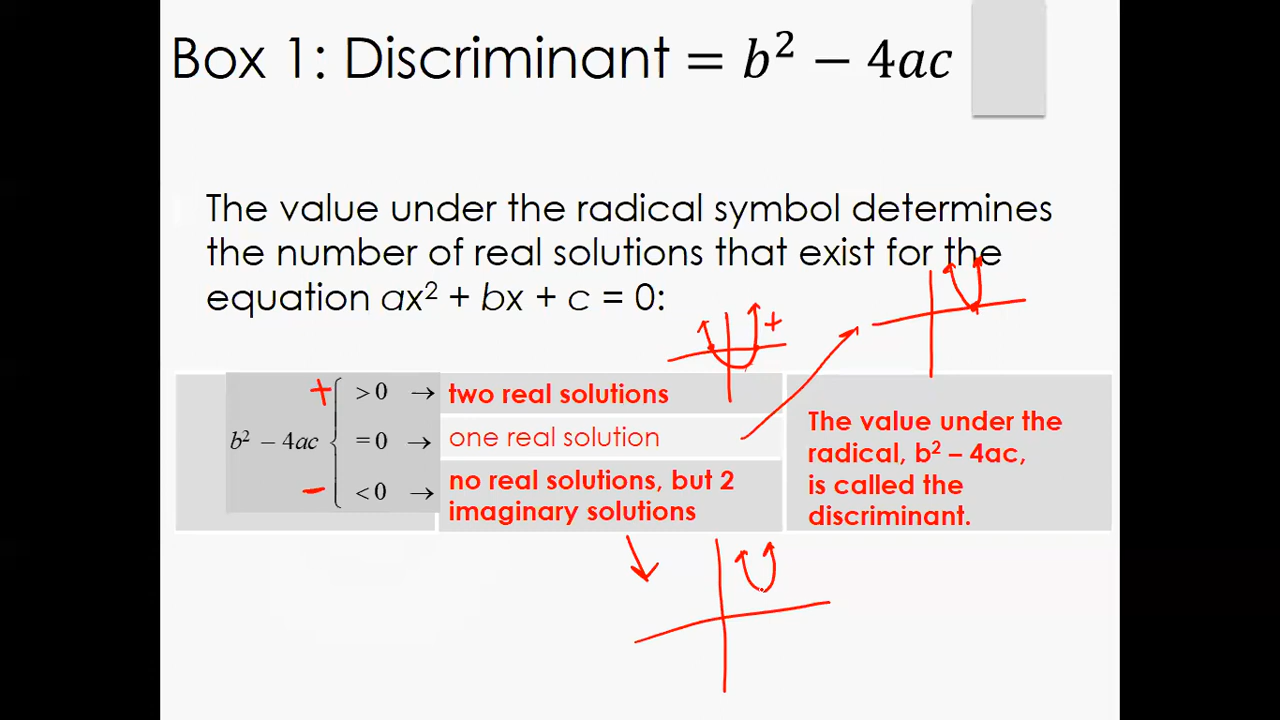 Box 1: Discriminant = b² − 4ac
The value under the radical symbol determines
the number of real solutions that exist for the
equation ax² + bx + c = 0:
+
b² − 4ac { > 0 → two real solutions
= 0 → one real solution
− < 0 → no real solutions, but 2
imaginary solutions
+
The value under the
radical, b² – 4ac,
is called the
discriminant.